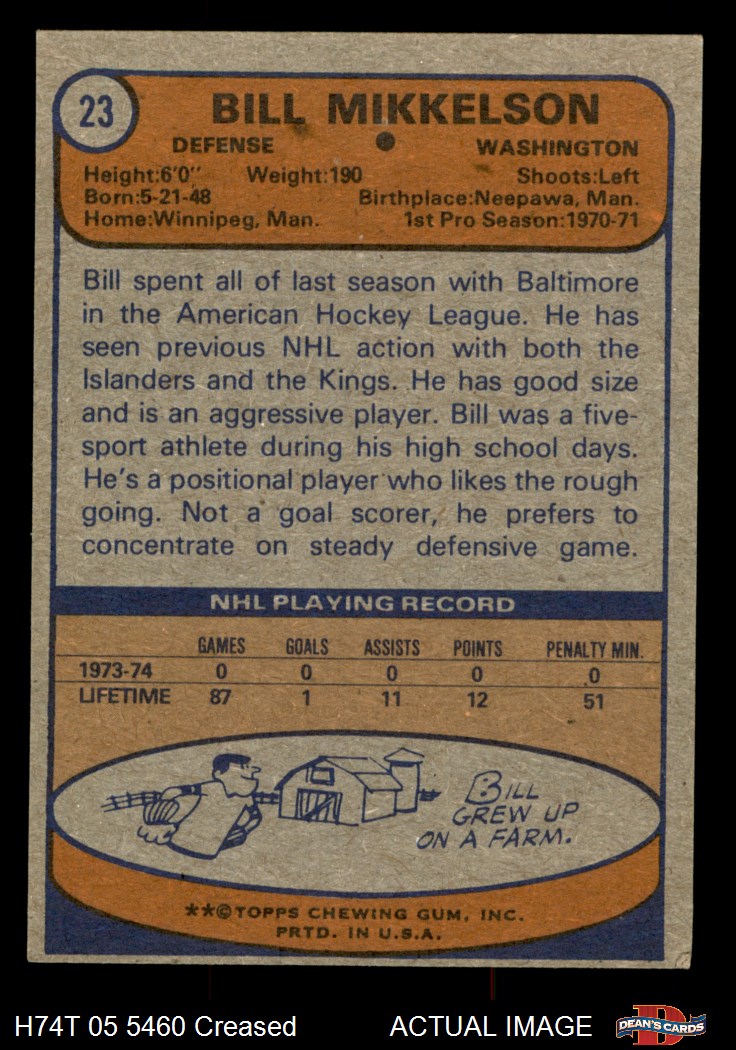 23
BILL MIKKELSON
DEFENSE WASHINGTON
Height:6'0" Weight:190 Shoots:Left
Born:5-21-48 Birthplace:Neepawa, Man.
Home:Winnipeg, Man. 1st Pro Season:1970-71
Bill spent all of last season with Baltimore
in the American Hockey League. He has
seen previous NHL action with both the
Islanders and the Kings. He has good size
and is an aggressive player. Bill was a five-
sport athlete during his high school days.
He's a positional player who likes the rough
going. Not a goal scorer, he prefers to
concentrate on steady defensive game.
NHL PLAYING RECORD
GAMES GOALS ASSISTS POINTS PENALTY MIN.
1973-74 0 0 0 0 0
LIFETIME 87 1 11 12 51
BILL
GREW UP
ON A FARM.
**©TOPPS CHEWING GUM, INC.
PRTD. IN U.S.A.
H74T 05 5460 Creased ACTUAL IMAGE
D
DEAN'S CARDS